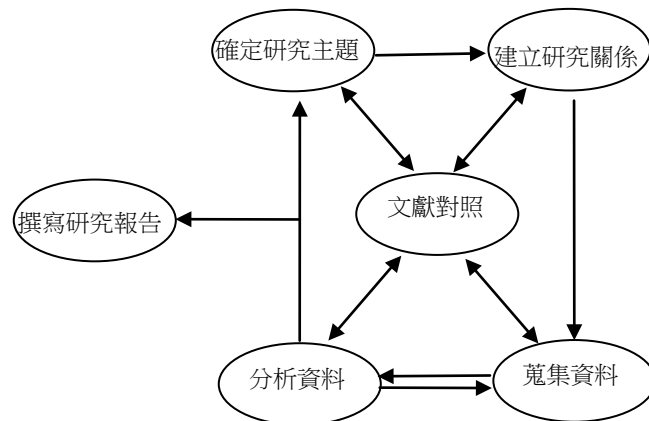 確定研究主題
建立研究關係
文獻對照
撰寫研究報告
分析資料
蒐集資料